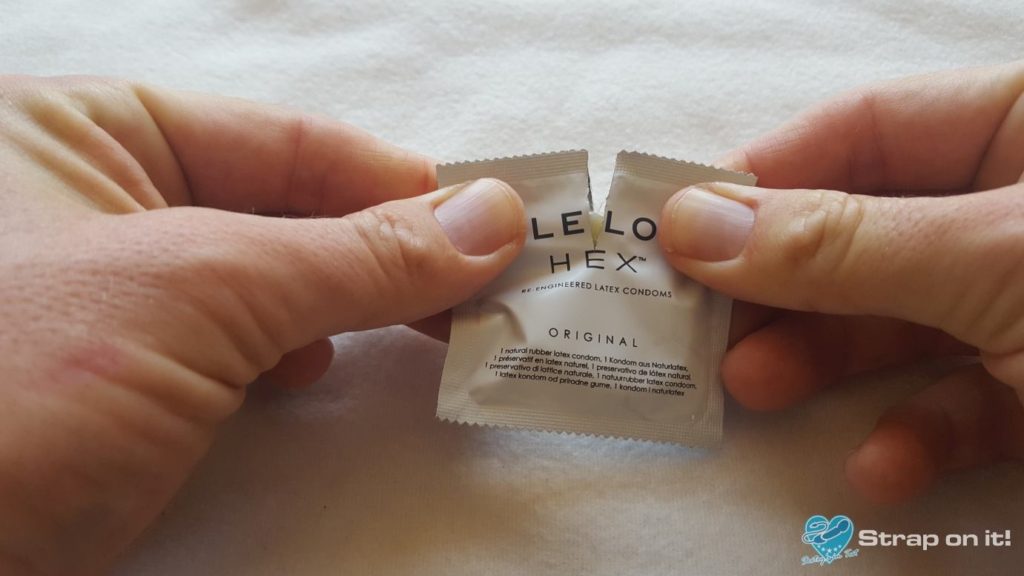 LELO
HEX™
RE-ENGINEERED LATEX CONDOMS
ORIGINAL
1 natural rubber latex condom, 1 Kondom aus Naturlatex,
1 préservatif en latex naturel, 1 preservativo de látex natural,
1 preservativo di lattice naturale, 1 natuurrubber latex condom,
1 latex kondom od prirodne gume, 1 kondom i naturlatex
Strap on it!